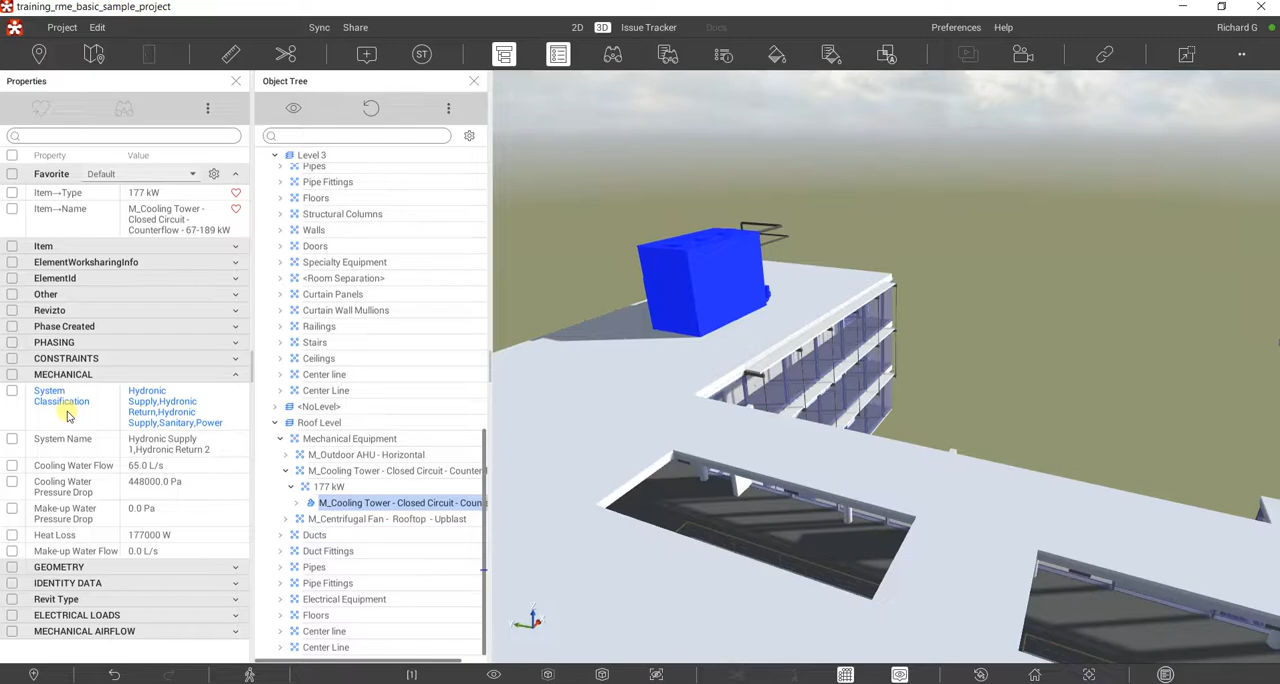 training_rme_basic_sample_project
Project Edit Sync Share 2D 3D Issue Tracker Docs Preferences Help Richard G
ST
Properties
Property Value
Favorite Default
Item→Type 177 kW
Item→Name M_Cooling Tower -
Closed Circuit -
Counterflow - 67-189 kW
Item
ElementWorksharingInfo
ElementId
Other
Revizto
Phase Created
PHASING
CONSTRAINTS
MECHANICAL
System Hydronic
Classification Supply,Hydronic
Return,Hydronic
Supply,Sanitary,Power
System Name Hydronic Supply
1,Hydronic Return 2
Cooling Water Flow 65.0 L/s
Cooling Water 448000.0 Pa
Pressure Drop
Make-up Water 0.0 Pa
Pressure Drop
Heat Loss 177000 W
Make-up Water Flow 0.0 L/s
GEOMETRY
IDENTITY DATA
Revit Type
ELECTRICAL LOADS
MECHANICAL AIRFLOW
Object Tree
Level 3
Pipes
Pipe Fittings
Floors
Structural Columns
Walls
Doors
Specialty Equipment
<Room Separation>
Curtain Panels
Curtain Wall Mullions
Railings
Stairs
Ceilings
Center line
Center Line
<NoLevel>
Roof Level
Mechanical Equipment
M_Outdoor AHU - Horizontal
M_Cooling Tower - Closed Circuit - Counter
177 kW
M_Cooling Tower - Closed Circuit - Coun
M_Centrifugal Fan - Rooftop - Upblast
Ducts
Duct Fittings
Pipes
Pipe Fittings
Electrical Equipment
Floors
Center line
Center Line
[1]